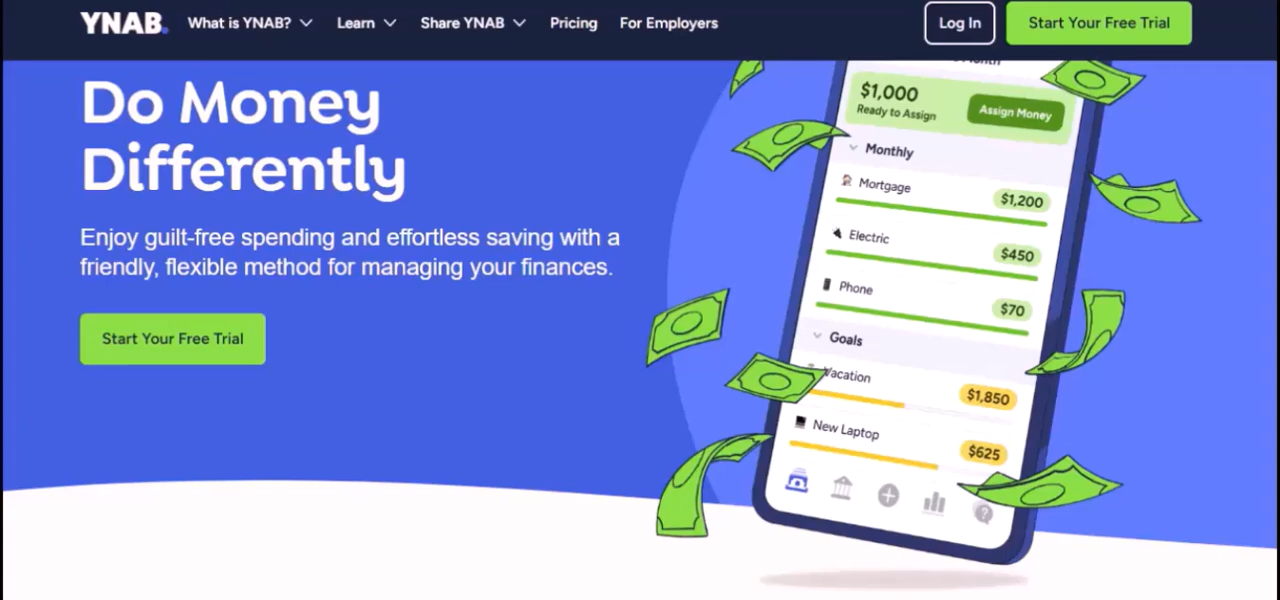 YNAB.
What is YNAB?
Learn
Share YNAB
Pricing
For Employers
Log In
Start Your Free Trial
Do Money
Differently
Enjoy guilt-free spending and effortless saving with a
friendly, flexible method for managing your finances.
Start Your Free Trial
$1,000
Ready to Assign
Assign Money
Monthly
Mortgage
$1,200
Electric
$450
Phone
$70
Goals
Vacation
$1,850
New Laptop
$625